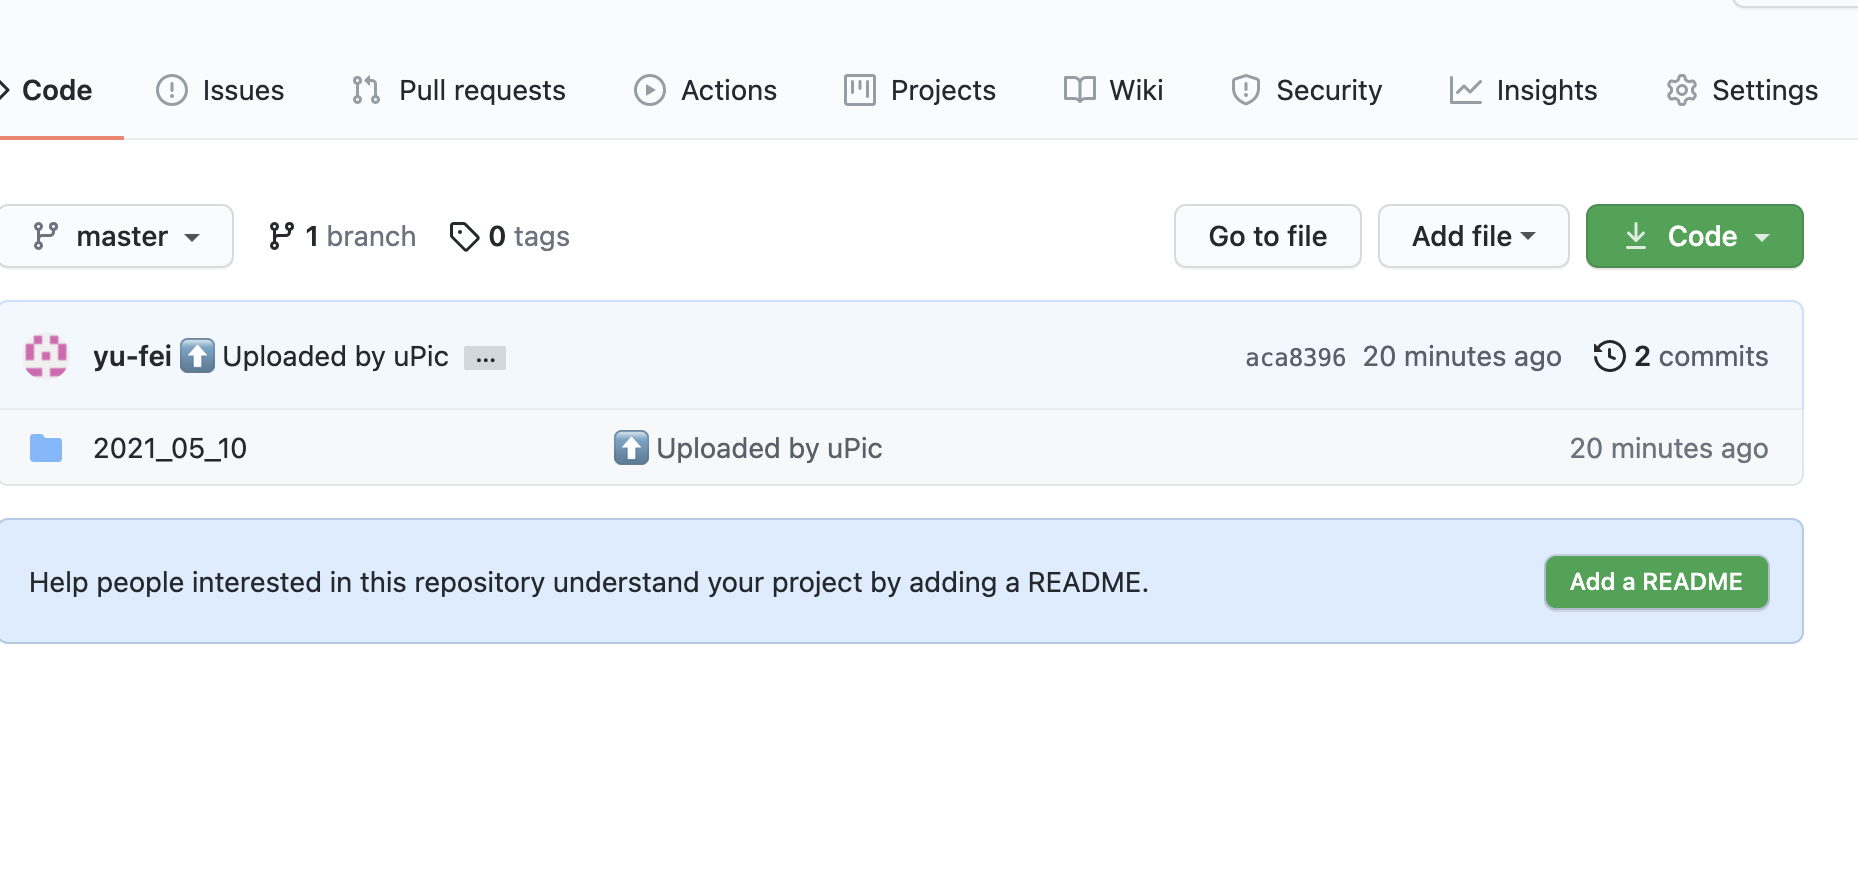 Code Issues Pull requests Actions Projects Wiki Security Insights Settings
master 1 branch 0 tags Go to file Add file Code
yu-fei ⬆️ Uploaded by uPic ... aca8396 20 minutes ago 2 commits
2021_05_10 ⬆️ Uploaded by uPic 20 minutes ago
Help people interested in this repository understand your project by adding a README. Add a README